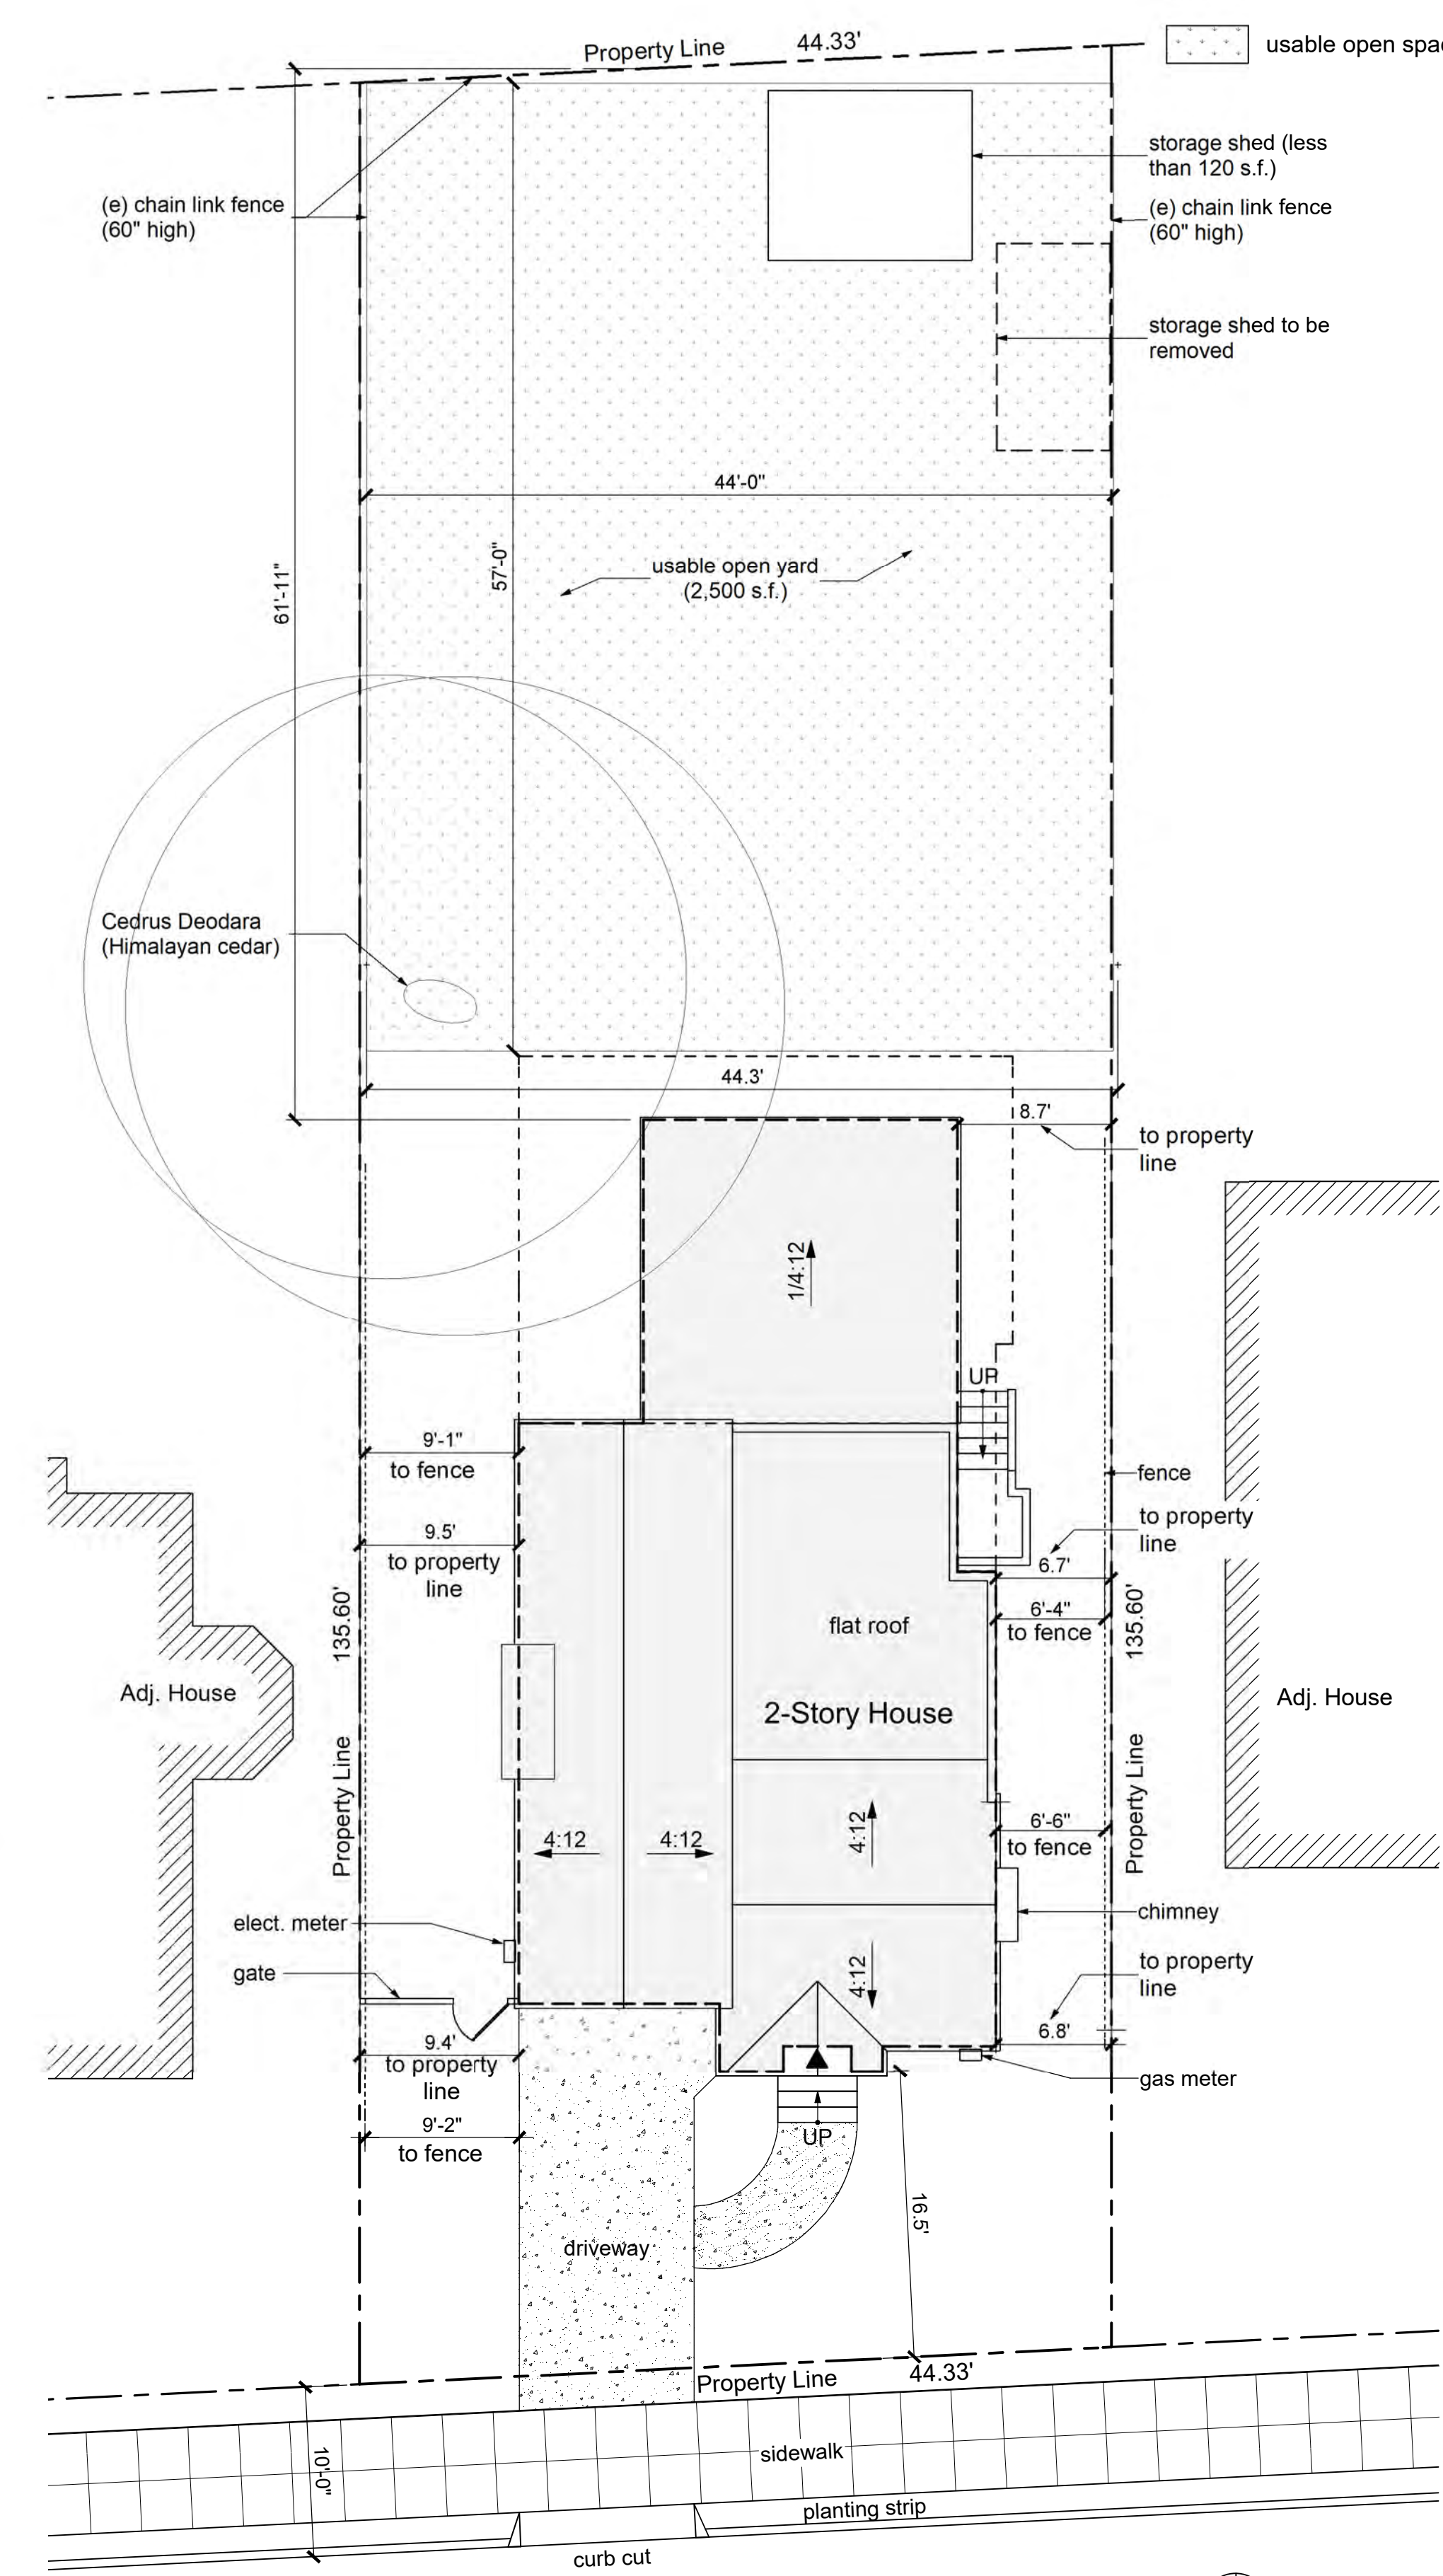 Property Line 44.33'
usable open spa
storage shed (less
than 120 s.f.)
(e) chain link fence
(60" high)
(e) chain link fence
(60" high)
storage shed to be
removed
44'-0"
61'-11"
57'-0"
usable open yard
(2,500 s.f.)
Cedrus Deodara
(Himalayan cedar)
44.3'
8.7'
to property
line
1/4:12
UP
9'-1"
to fence
fence
to property
line
9.5'
to property
line
6.7'
6'-4"
to fence
135.60'
135.60'
flat roof
Adj. House
2-Story House
Adj. House
Property Line
Property Line
4:12
4:12
4:12
6'-6"
to fence
elect. meter
chimney
gate
4:12
to property
line
9.4'
to property
line
6.8'
gas meter
9'-2"
to fence
UP
16.5'
driveway
Property Line 44.33'
10'-0"
sidewalk
planting strip
curb cut